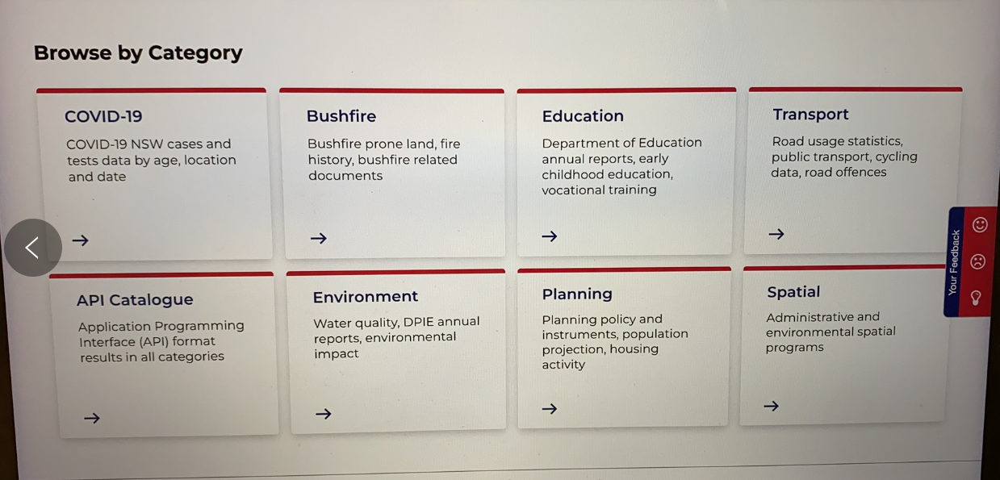 Browse by Category
COVID-19
COVID-19 NSW cases and
tests data by age, location
and date
Bushfire
Bushfire prone land, fire
history, bushfire related
documents
Education
Department of Education
annual reports, early
childhood education,
vocational training
Transport
Road usage statistics,
public transport, cycling
data, road offences
API Catalogue
Application Programming
Interface (API) format
results in all categories
Environment
Water quality, DPIE annual
reports, environmental
impact
Planning
Planning policy and
instruments, population
projection, housing
activity
Spatial
Administrative and
environmental spatial
programs
Your Feedback